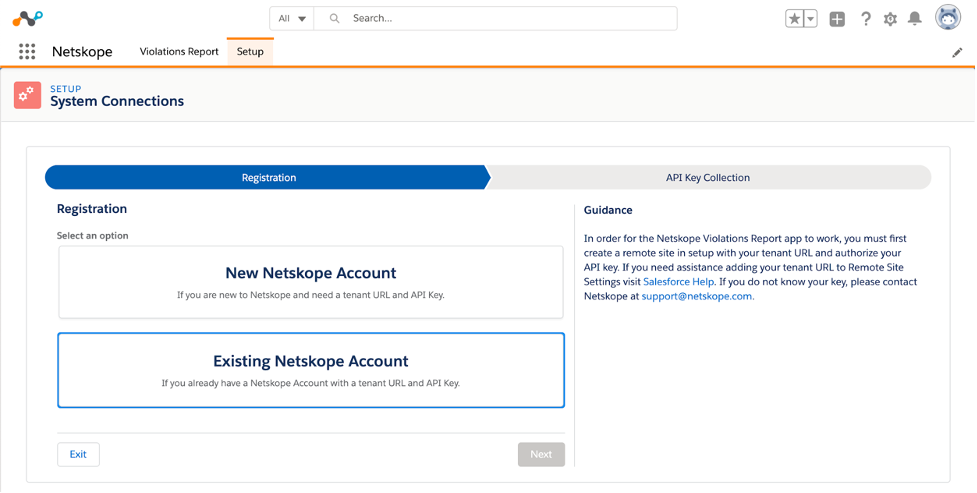 All
Search...
Netskope
Violations Report
Setup
SETUP
System Connections
Registration
API Key Collection
Registration
Select an option
New Netskope Account
If you are new to Netskope and need a tenant URL and API Key.
Existing Netskope Account
If you already have a Netskope Account with a tenant URL and API Key.
Exit
Next
Guidance
In order for the Netskope Violations Report app to work, you must first
create a remote site in setup with your tenant URL and authorize your
API key. If you need assistance adding your tenant URL to Remote Site
Settings visit Salesforce Help. If you do not know your key, please contact
Netskope at support@netskope.com.